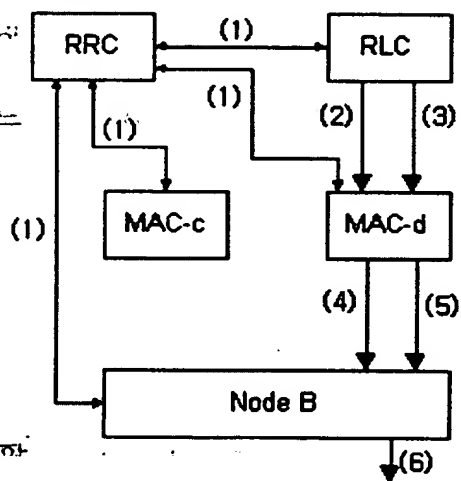 (1)
RRC
RLC
(1)
(2)
(3)
(1)
MAC-c
MAC-d
(1)
(4)
(5)
Node B
(6)